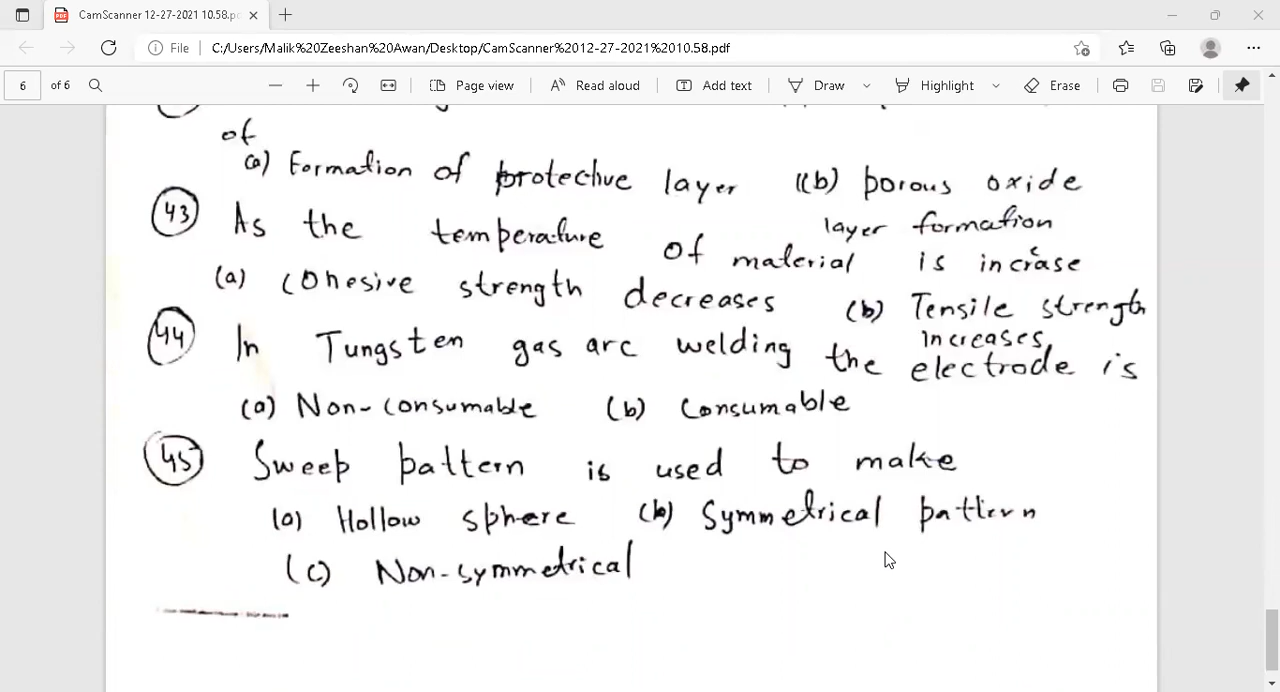 CamScanner 12-27-2021 10.58.pd
File C:/Users/Malik%20Zeeshan%20Awan/Desktop/CamScanner%2012-27-2021%2010.58.pdf
6 of 6 Page view Read aloud Add text Draw Highlight Erase
of
(a) Formation of protective layer (b) porous oxide
layer formation
43 As the temperature of material is increase
(a) cohesive strength decreases (b) Tensile strength
increases
44 In Tungsten gas arc welding the electrode is
(a) Non-consumable (b) Consumable
45 Sweep pattern is used to make
(a) Hollow sphere (b) Symmetrical pattern
(c) Non-symmetrical